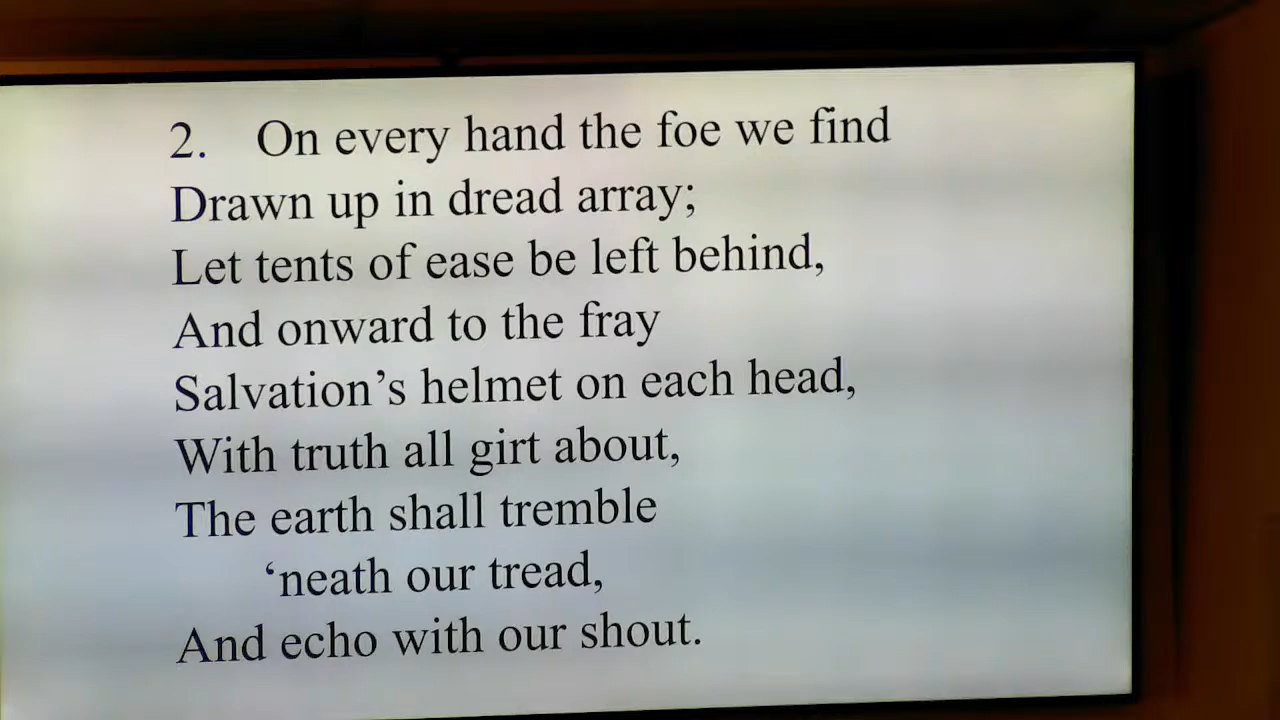 2. On every hand the foe we find
Drawn up in dread array;
Let tents of ease be left behind,
And onward to the fray
Salvation’s helmet on each head,
With truth all girt about,
The earth shall tremble
‘neath our tread,
And echo with our shout.